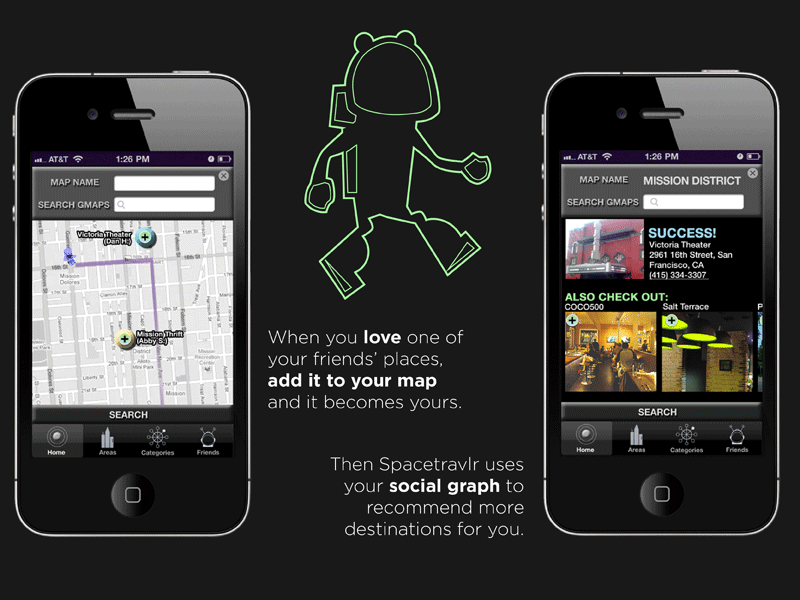 AT&T 1:26 PM
MAP NAME
SEARCH GMAPS
Victoria Theater
(Dan H.)
Mission
Dolores
Mission Thrift
(Abby S.)
SEARCH
Home Areas Categories Friends
When you love one of
your friends' places,
add it to your map
and it becomes yours.
Then Spacetravlr uses
your social graph to
recommend more
destinations for you.
AT&T 1:26 PM
MAP NAME MISSION DISTRICT
SEARCH GMAPS
SUCCESS!
Victoria Theater
2961 16th Street, San
Francisco, CA
(415) 334-3307
ALSO CHECK OUT:
COCO500 Salt Terrace P
SEARCH
Home Areas Categories Friends